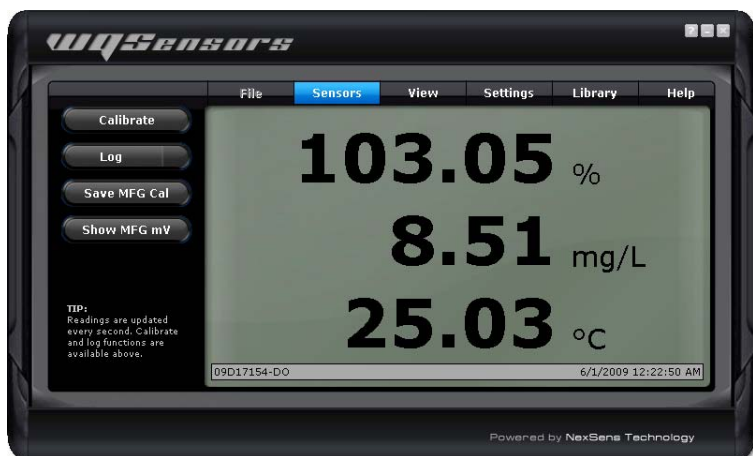 WQSensors
? - X
File Sensors View Settings Library Help
Calibrate
Log
Save MFG Cal
Show MFG mV
TIP:
Readings are updated
every second. Calibrate
and log functions are
available above.
103.05 %
8.51 mg/L
25.03 °C
09D17154-DO 6/1/2009 12:22:50 AM
Powered by NexSens Technology